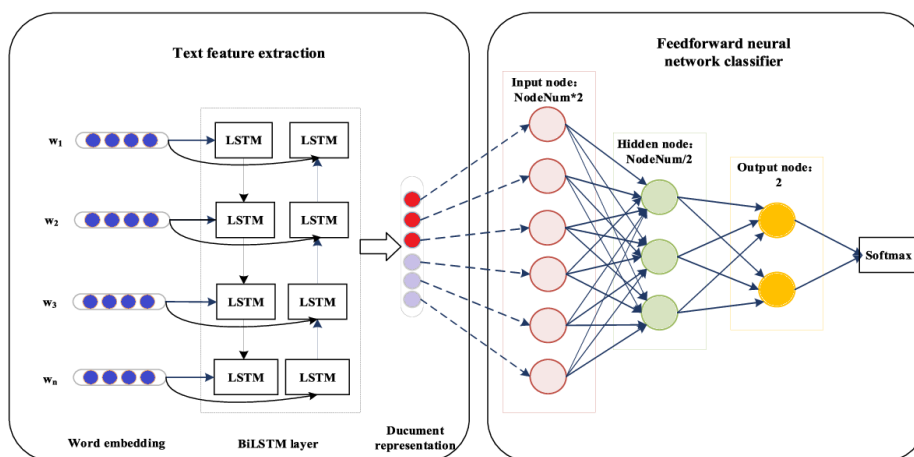 Text feature extraction
w1
LSTM
LSTM
w2
LSTM
LSTM
w3
LSTM
LSTM
wn
LSTM
LSTM
Word embedding
BiLSTM layer
Ducument
representation
Feedforward neural
network classifier
Input node：
NodeNum*2
Hidden node：
NodeNum/2
Output node：
2
Softmax